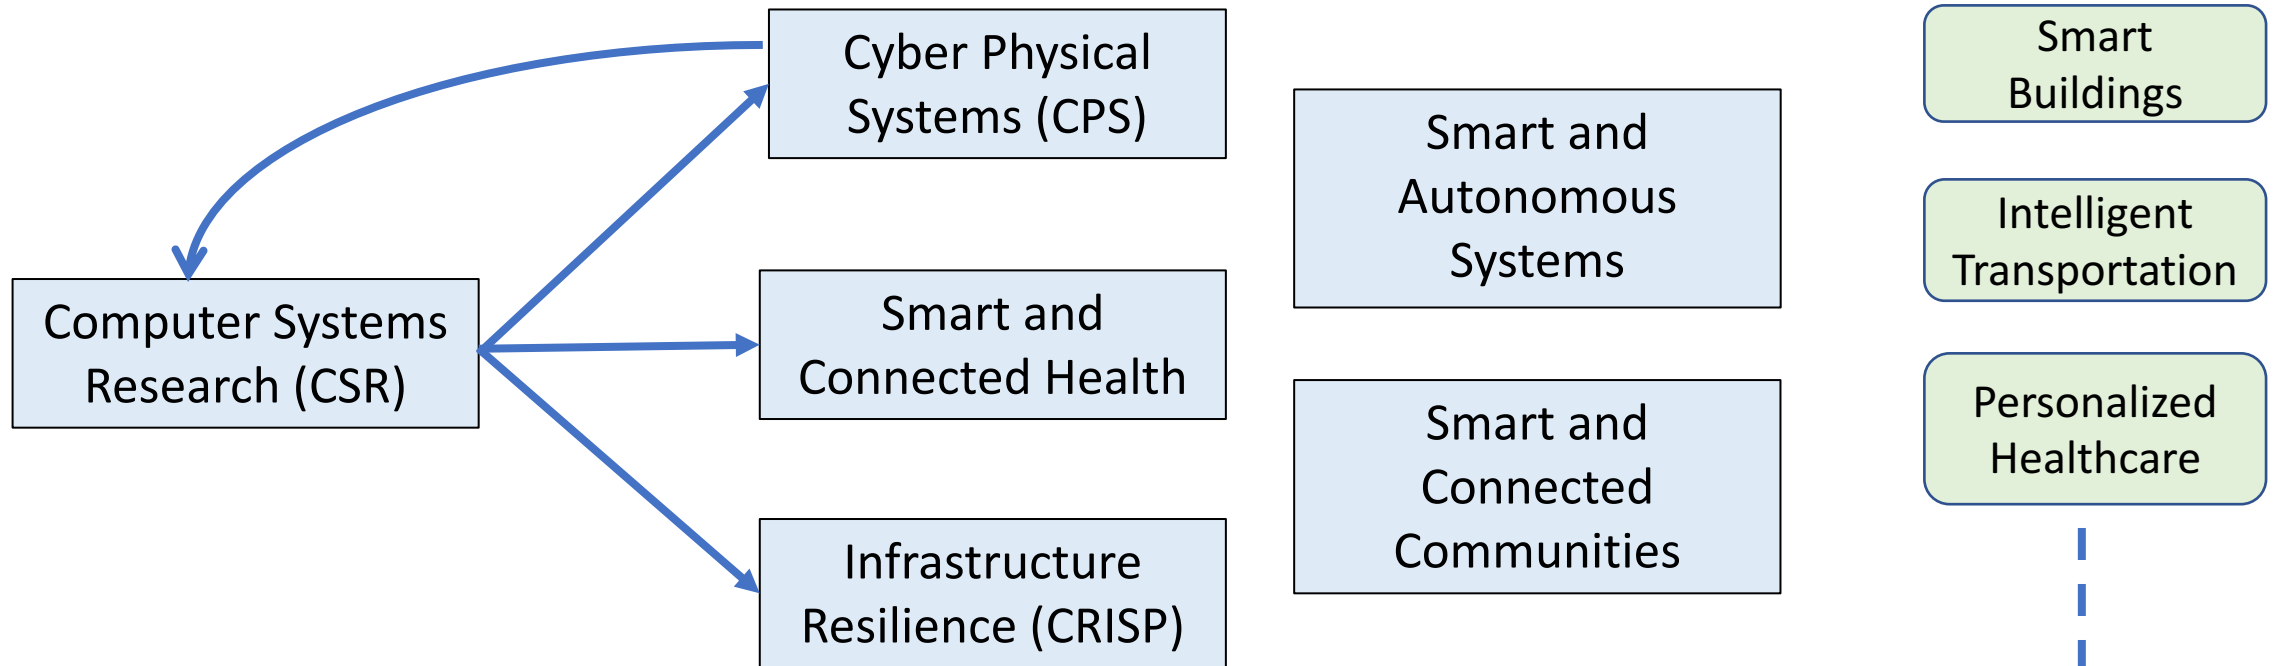 Computer Systems
Research (CSR)
Cyber Physical
Systems (CPS)
Smart and
Connected Health
Infrastructure
Resilience (CRISP)
Smart and
Autonomous
Systems
Smart and
Connected
Communities
Smart
Buildings
Intelligent
Transportation
Personalized
Healthcare